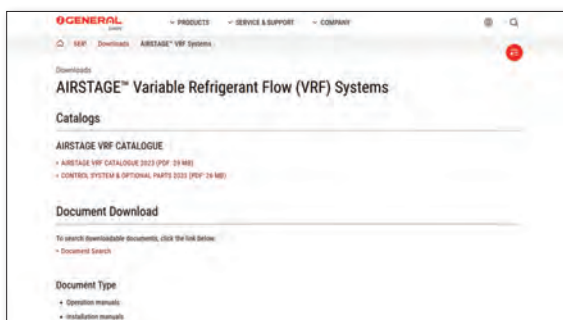 GENERAL
PRODUCTS
SERVICE & SUPPORT
COMPANY
Downloads
AIRSTAGE™ VRF Systems
Downloads
AIRSTAGE™ Variable Refrigerant Flow (VRF) Systems
Catalogs
AIRSTAGE VRF CATALOGUE
AIRSTAGE VRF CATALOGUE 2023 (PDF: 29 MB)
CONTROL SYSTEM & OPTIONAL PARTS 2023 (PDF: 26 MB)
Document Download
To search downloadable documents, click the link below.
Document Search
Document Type
• Operation manuals
• Installation manuals